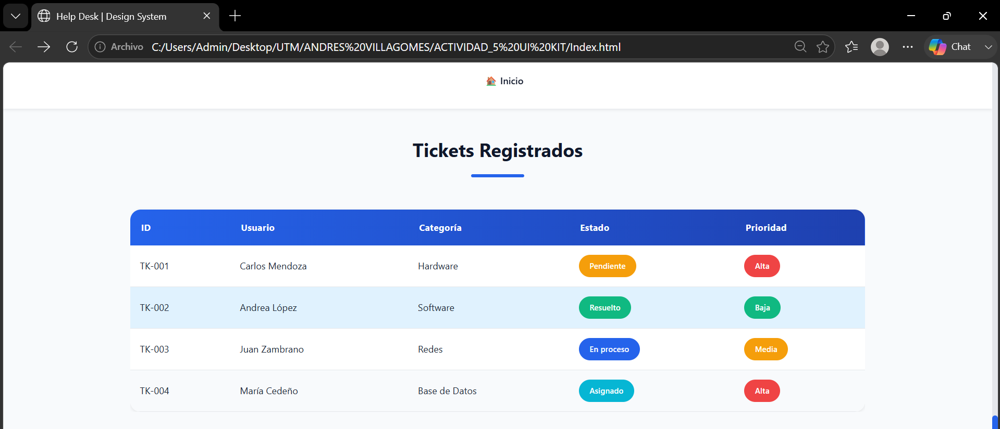 Help Desk | Design System
Archivo C:/Users/Admin/Desktop/UTM/ANDRES%20VILLAGOMES/ACTIVIDAD_5%20UI%20KIT/Index.html Chat
Inicio
Tickets Registrados
ID Usuario Categoría Estado Prioridad
TK-001 Carlos Mendoza Hardware Pendiente Alta
TK-002 Andrea López Software Resuelto Baja
TK-003 Juan Zambrano Redes En proceso Media
TK-004 María Cedeño Base de Datos Asignado Alta